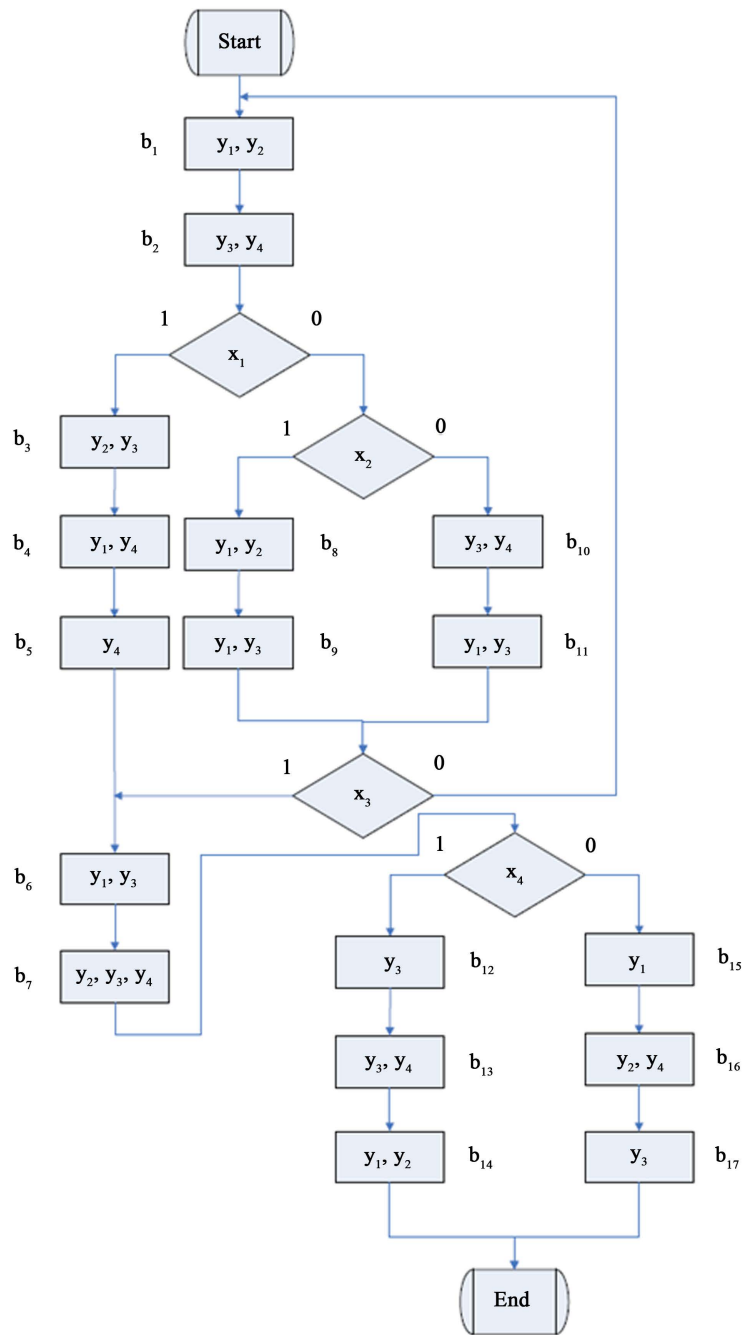 Start
b₁ y₁, y₂
b₂ y₃, y₄
1 0
x₁
b₃ y₂, y₃
1 0
x₂
b₄ y₁, y₄
y₁, y₂ b₈
y₃, y₄ b₁₀
b₅ y₄
y₁, y₃ b₉
y₁, y₃ b₁₁
1 0
x₃
1 0
x₄
b₆ y₁, y₃
b₇ y₂, y₃, y₄
y₃ b₁₂
y₁ b₁₅
y₃, y₄ b₁₃
y₂, y₄ b₁₆
y₁, y₂ b₁₄
y₃ b₁₇
End